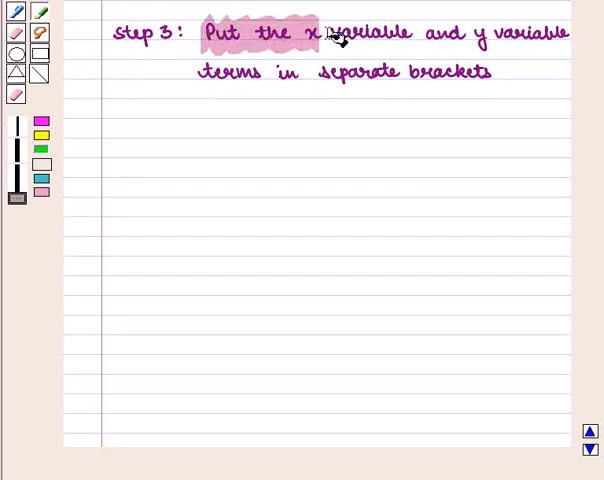 step 3: Put the x variable and y variable
terms in separate brackets